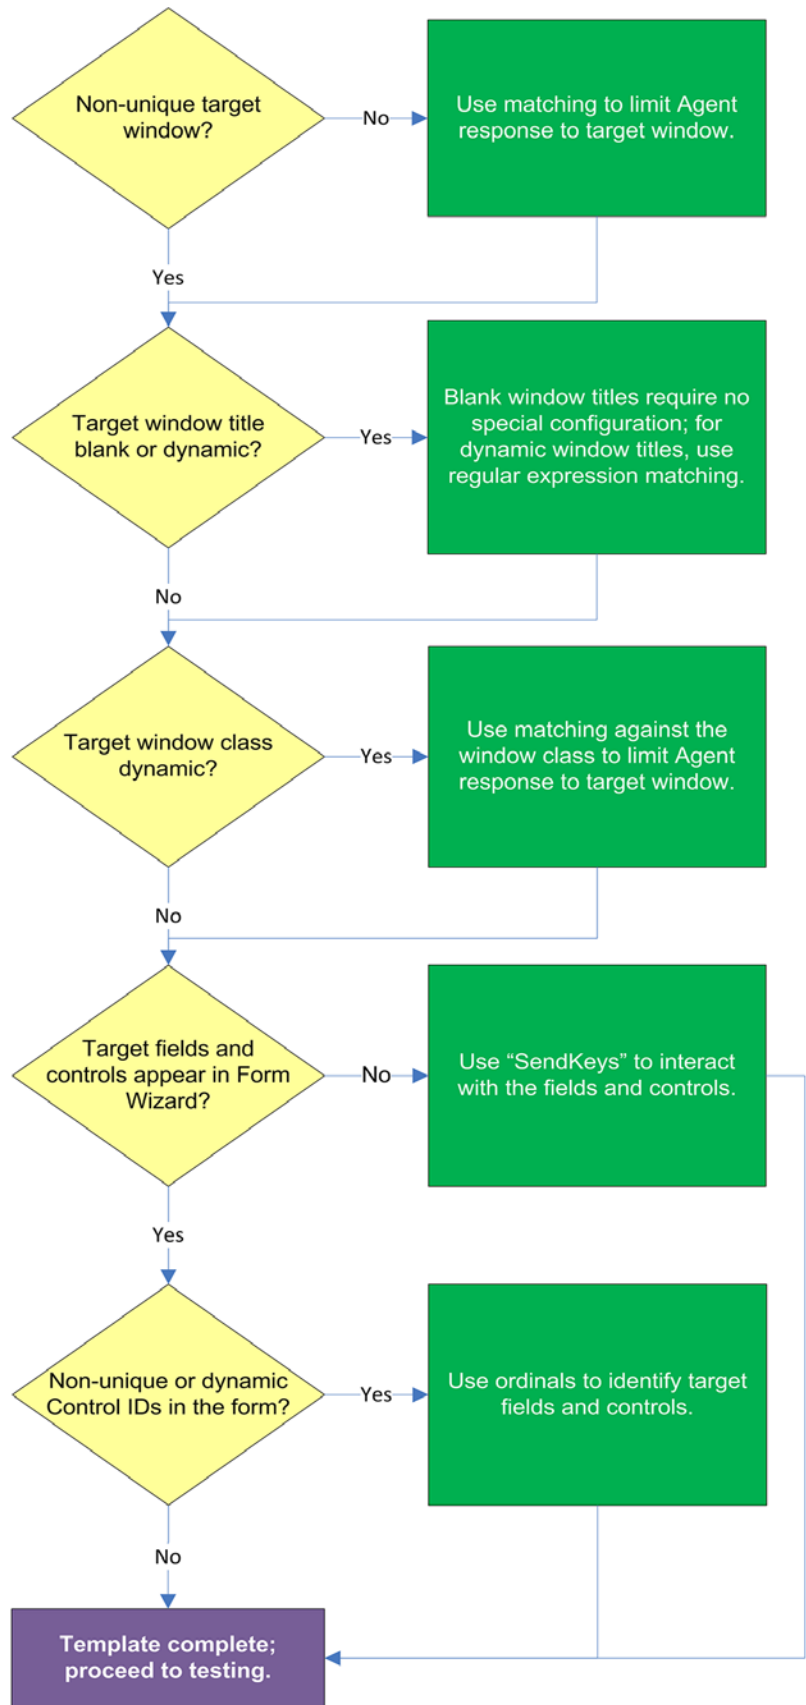 Non-unique target
window?
No
Use matching to limit Agent
response to target window.
Yes
Target window title
blank or dynamic?
Yes
Blank window titles require no
special configuration; for
dynamic window titles, use
regular expression matching.
No
Target window class
dynamic?
Yes
Use matching against the
window class to limit Agent
response to target window.
No
Target fields and
controls appear in Form
Wizard?
No
Use “SendKeys” to interact
with the fields and controls.
Yes
Non-unique or dynamic
Control IDs in the form?
Yes
Use ordinals to identify target
fields and controls.
No
Template complete;
proceed to testing.